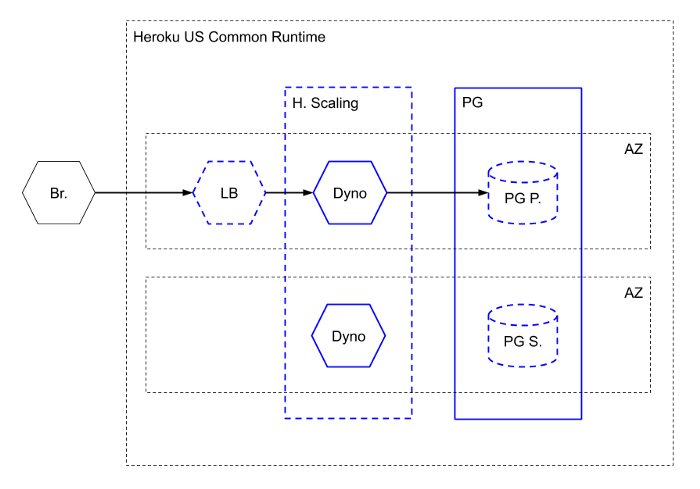 Heroku US Common Runtime
H. Scaling
PG
AZ
Br.
LB
Dyno
PG P.
AZ
Dyno
PG S.